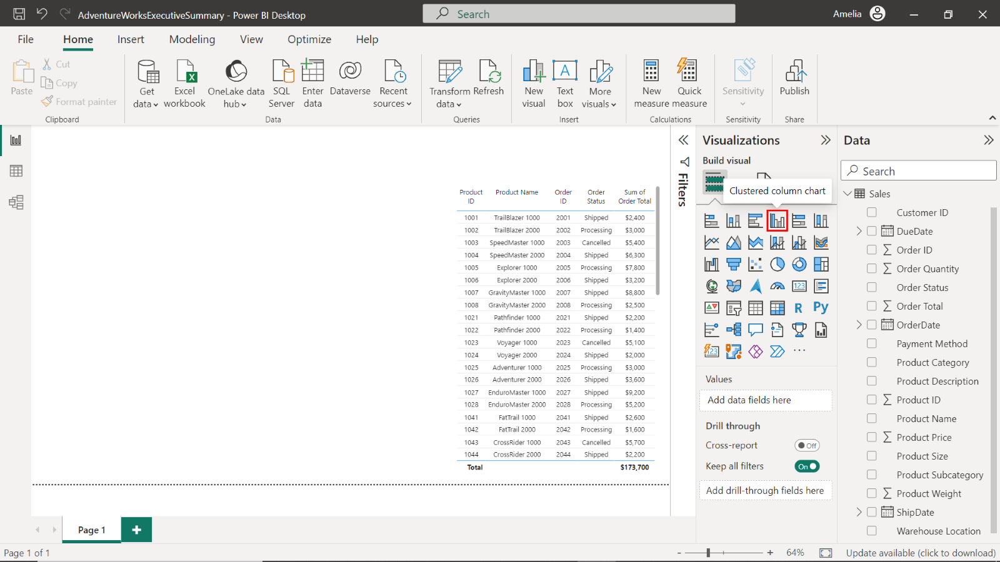 AdventureWorksExecutiveSummary - Power BI Desktop
Search
Amelia
File Home Insert Modeling View Optimize Help
Paste
Cut
Copy
Format painter
Clipboard
Get data
Excel workbook
OneLake data hub
SQL Server
Enter data
Dataverse
Recent sources
Data
Transform data
Refresh
Queries
New visual
A
Text box
More visuals
Insert
New measure
Quick measure
Calculations
Sensitivity
Sensitivity
Publish
Share
Filters
Product ID Product Name Order ID Order Status Sum of Order Total
1001 TrailBlazer 1000 2001 Shipped $2,400
1002 TrailBlazer 2000 2002 Processing $3,000
1003 SpeedMaster 1000 2003 Cancelled $5,400
1004 SpeedMaster 2000 2004 Shipped $6,300
1005 Explorer 1000 2005 Processing $7,800
1006 Explorer 2000 2006 Shipped $3,200
1007 GravityMaster 1000 2007 Shipped $8,800
1008 GravityMaster 2000 2008 Processing $2,500
1021 Pathfinder 1000 2021 Shipped $2,200
1022 Pathfinder 2000 2022 Processing $1,400
1023 Voyager 1000 2023 Cancelled $5,100
1024 Voyager 2000 2024 Shipped $2,000
1025 Adventurer 1000 2025 Processing $3,000
1026 Adventurer 2000 2026 Shipped $3,600
1027 EnduroMaster 1000 2027 Shipped $9,200
1028 EnduroMaster 2000 2028 Processing $5,200
1041 FatTrail 1000 2041 Shipped $2,600
1042 FatTrail 2000 2042 Processing $1,600
1043 CrossRider 1000 2043 Cancelled $5,700
1044 CrossRider 2000 2044 Shipped $2,200
Total $173,700
Visualizations
Build visual
Clustered column chart
123
R
Py
123
Values
Add data fields here
Drill through
Cross-report Off
Keep all filters On
Add drill-through fields here
Data
Search
Sales
Customer ID
DueDate
∑ Order ID
∑ Order Quantity
Order Status
∑ Order Total
OrderDate
Payment Method
Product Category
Product Description
∑ Product ID
Product Name
∑ Product Price
Product Size
Product Subcategory
∑ Product Weight
ShipDate
Warehouse Location
Page 1
+
Page 1 of 1
- + 64%
Update available (click to download)